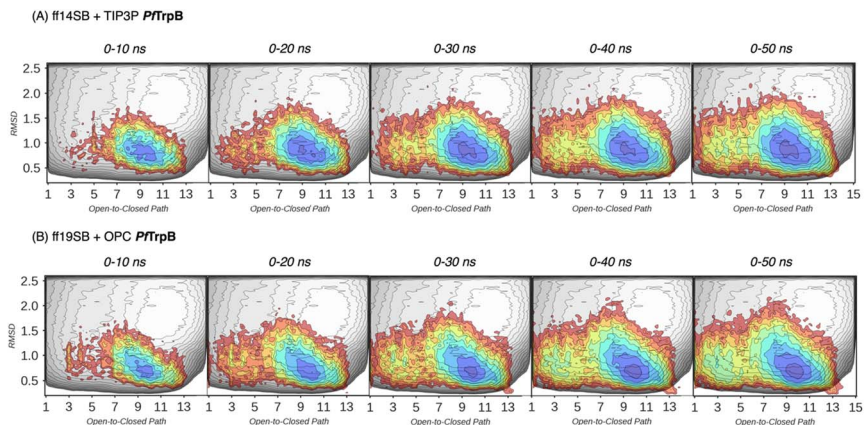 (A) ff14SB + TIP3P PfTrpB
0-10 ns 0-20 ns 0-30 ns 0-40 ns 0-50 ns
2.5
2.0
1.5
1.0
0.5
RMSD
1 3 5 7 9 11 13 1 3 5 7 9 11 13 1 3 5 7 9 11 13 1 3 5 7 9 11 13 1 3 5 7 9 11 13 15
Open-to-Closed Path Open-to-Closed Path Open-to-Closed Path Open-to-Closed Path Open-to-Closed Path
(B) ff19SB + OPC PfTrpB
0-10 ns 0-20 ns 0-30 ns 0-40 ns 0-50 ns
2.5
2.0
1.5
1.0
0.5
RMSD
1 3 5 7 9 11 13 1 3 5 7 9 11 13 1 3 5 7 9 11 13 1 3 5 7 9 11 13 1 3 5 7 9 11 13 15
Open-to-Closed Path Open-to-Closed Path Open-to-Closed Path Open-to-Closed Path Open-to-Closed Path